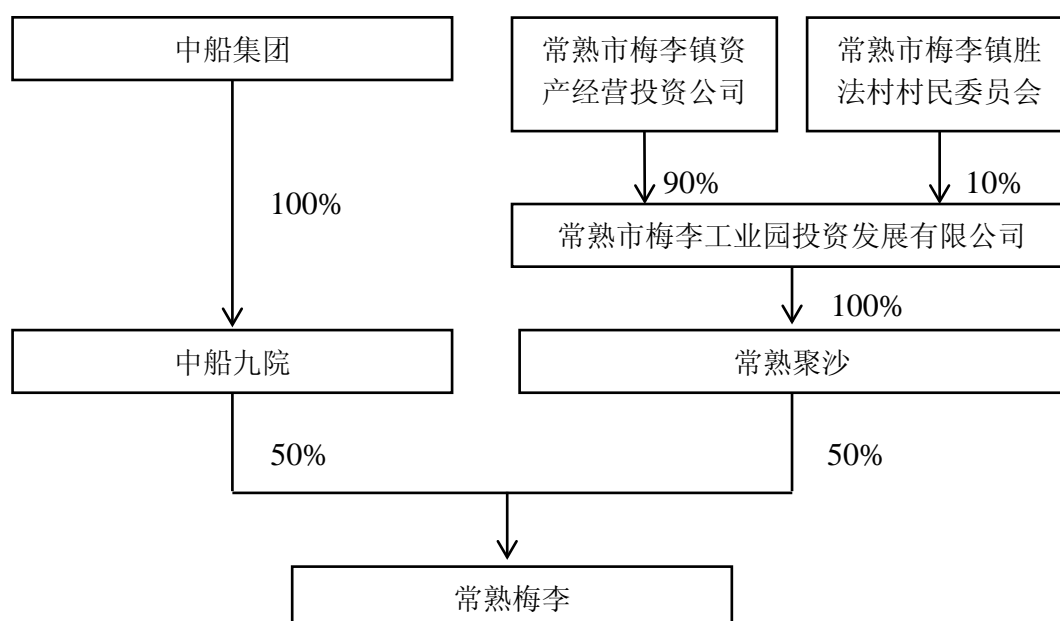 中船集团
常熟市梅李镇资
产经营投资公司
常熟市梅李镇胜
法村村民委员会
90%
10%
100%
常熟市梅李工业园投资发展有限公司
100%
中船九院
常熟聚沙
50%
50%
常熟梅李